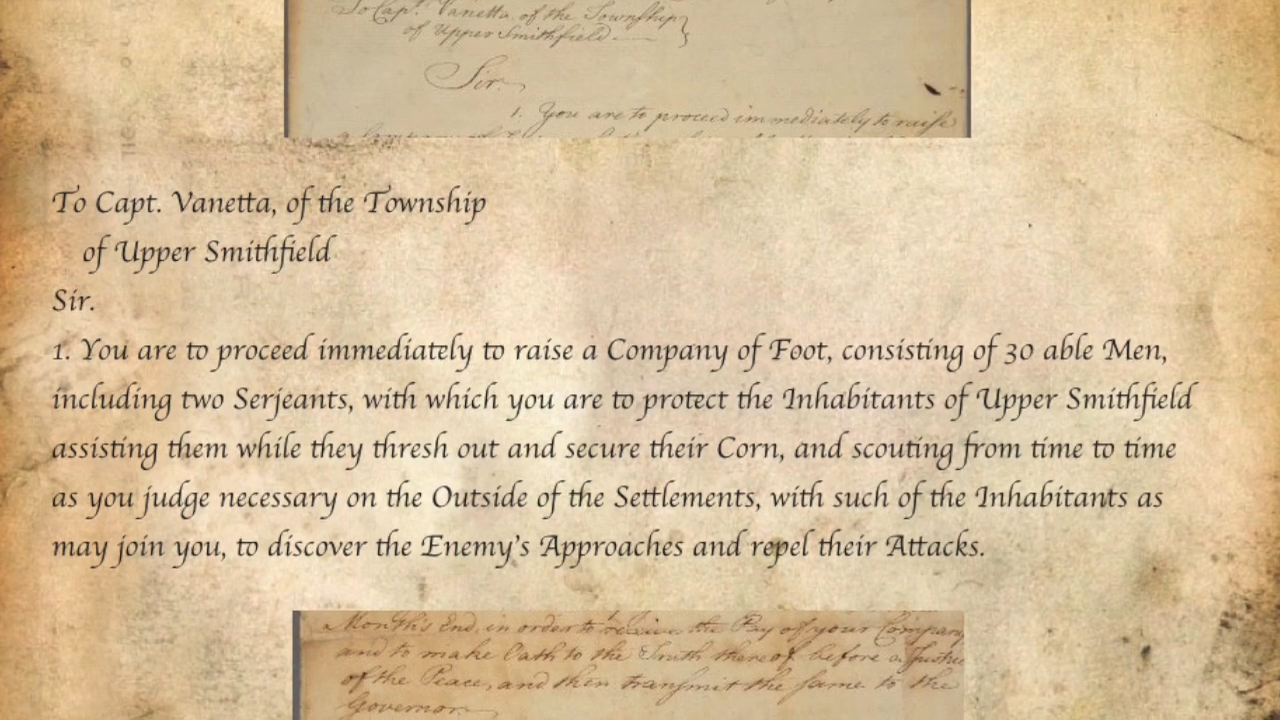 To Capt. Vanetta, of the Township
of Upper Smithfield
Sir.
1. You are to proceed immediately to raise
To Capt. Vanetta, of the Township
of Upper Smithfield
Sir.
1. You are to proceed immediately to raise a Company of Foot, consisting of 30 able Men,
including two Serjeants, with which you are to protect the Inhabitants of Upper Smithfield
assisting them while they thresh out and secure their Corn, and scouting from time to time
as you judge necessary on the Outside of the Settlements, with such of the Inhabitants as
may join you, to discover the Enemy's Approaches and repel their Attacks.
Month's End, in order to receive the Pay of your Company
and to make Oath to the Truth thereof before a Justice
of the Peace, and then transmit the same to the
Governor.